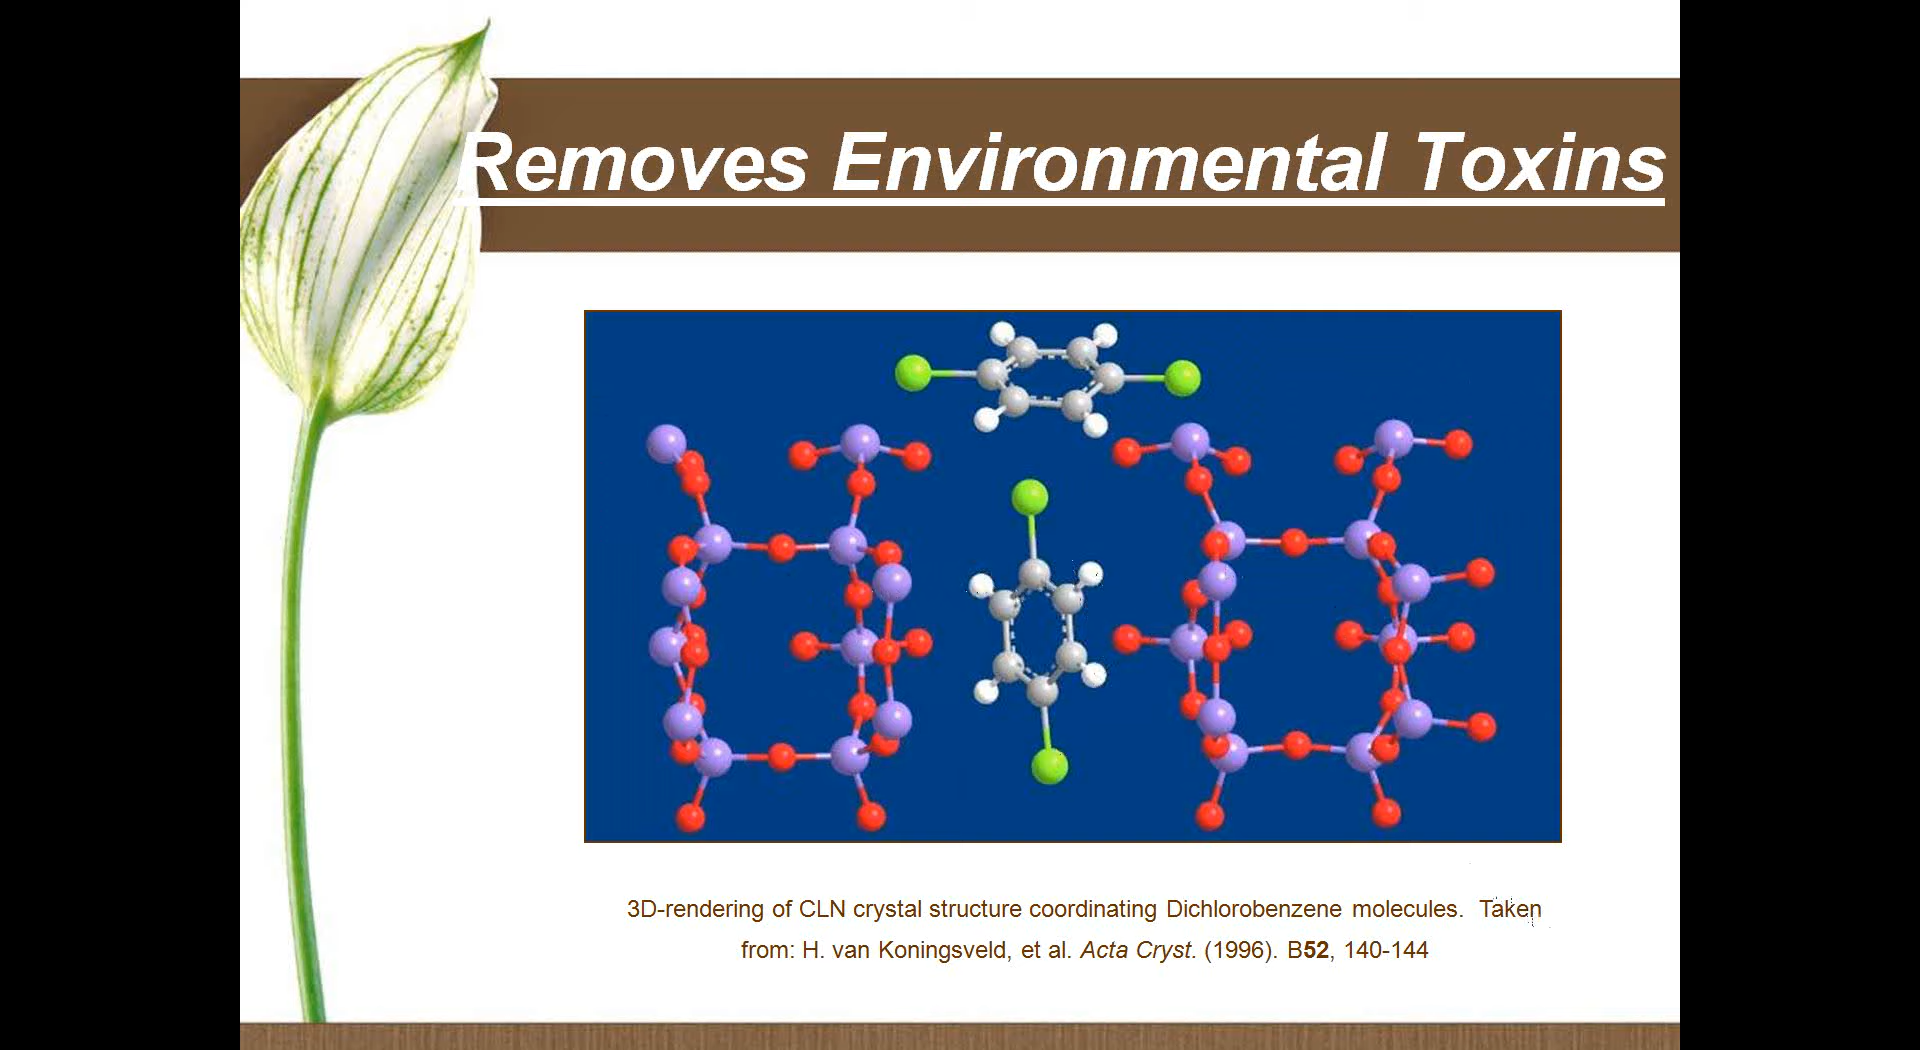 Removes Environmental Toxins
3D-rendering of CLN crystal structure coordinating Dichlorobenzene molecules. Taken
from: H. van Koningsveld, et al. Acta Cryst. (1996). B52, 140-144